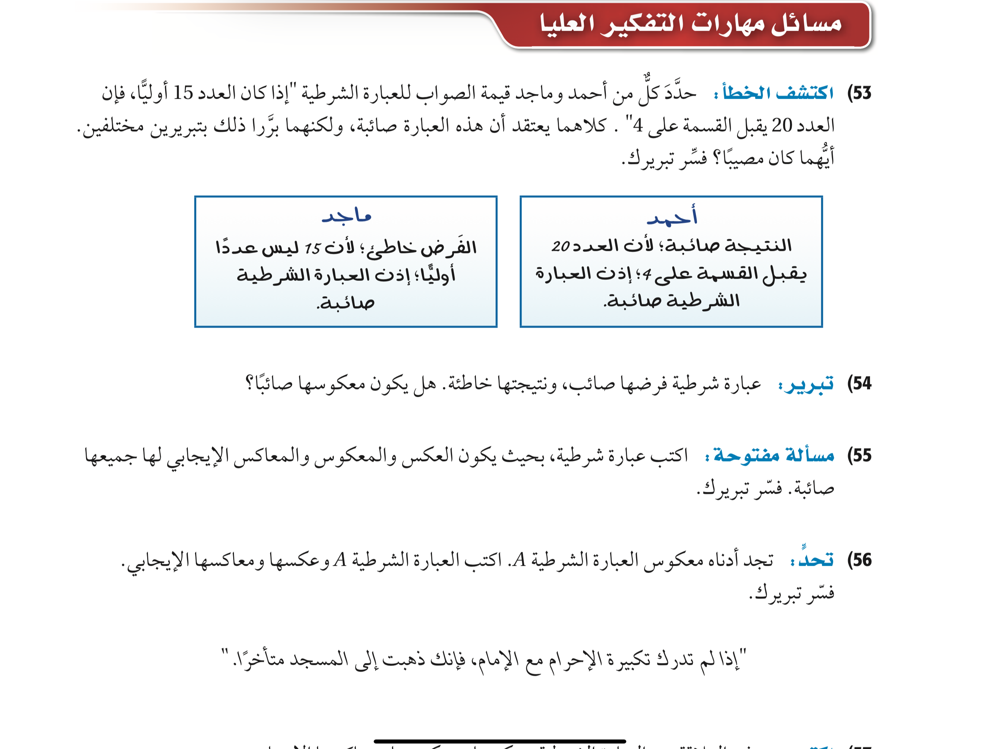 مسائل مهارات التفكير العليا
53) اكتشف الخطأ: حدَّدَ كلٌّ من أحمد وماجد قيمة الصواب للعبارة الشرطية "إذا كان العدد 15 أوليًّا، فإن
العدد 20 يقبل القسمة على 4" . كلاهما يعتقد أن هذه العبارة صائبة، ولكنهما برَّرا ذلك بتبريرين مختلفين.
أيُّهما كان مصيبًا؟ فسِّر تبريرك.
أحمد
النتيجة صائبة؛ لأن العدد 20
يقبل القسمة على 4؛ إذن العبارة
الشرطية صائبة.
ماجد
الفَرض خاطئ؛ لأن 15 ليس عددًا
أوليًّا؛ إذن العبارة الشرطية
صائبة.
54) تبرير: عبارة شرطية فرضها صائب، ونتيجتها خاطئة. هل يكون معكوسها صائبًا؟
55) مسألة مفتوحة: اكتب عبارة شرطية، بحيث يكون العكس والمعكوس والمعاكس الإيجابي لها جميعها
صائبة. فسّر تبريرك.
56) تحدٍّ: تجد أدناه معكوس العبارة الشرطية A. اكتب العبارة الشرطية A وعكسها ومعاكسها الإيجابي.
فسّر تبريرك.
"إذا لم تدرك تكبيرة الإحرام مع الإمام، فإنك ذهبت إلى المسجد متأخرًا. "